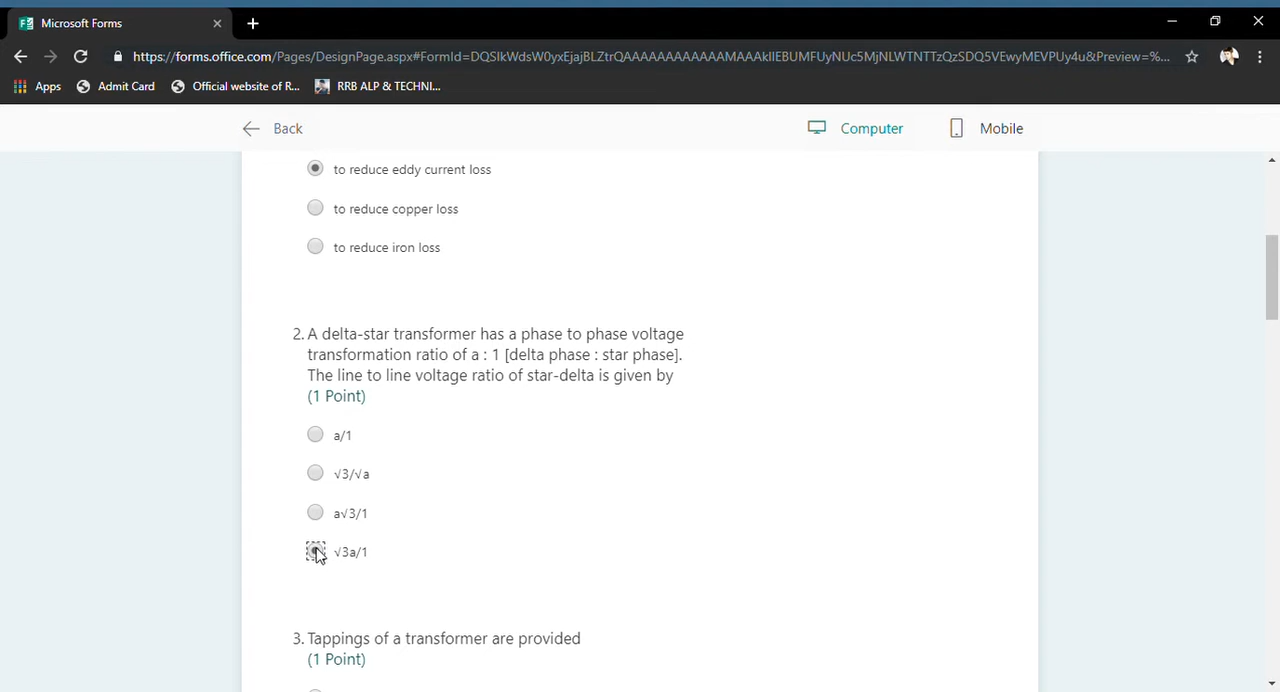 Microsoft Forms
https://forms.office.com/Pages/DesignPage.aspx#FormId=DQSIkWdsW0yxEjajBLZtrQAAAAAAAAAAAAMAAkIIEBUMFUyNUc5MjNLWTNTTzQzSDQ5VEwyMEVPUy4u&Preview=%...
Apps Admit Card Official website of R... RRB ALP & TECHNI...
Back Computer Mobile
to reduce eddy current loss
to reduce copper loss
to reduce iron loss
2. A delta-star transformer has a phase to phase voltage
transformation ratio of a : 1 [delta phase : star phase].
The line to line voltage ratio of star-delta is given by
(1 Point)
a/1
√3/√a
a√3/1
√3a/1
3. Tappings of a transformer are provided
(1 Point)